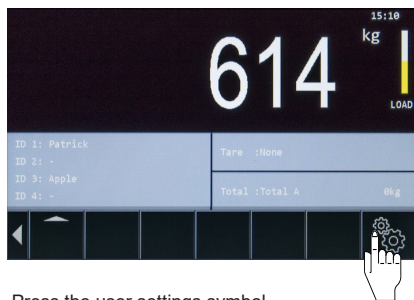 15:10
614 kg
LOAD
ID 1: Patrick
ID 2: -
ID 3: Apple
ID 4: -
Tare :None
Total :Total A 0kg
Press the user settings symbol